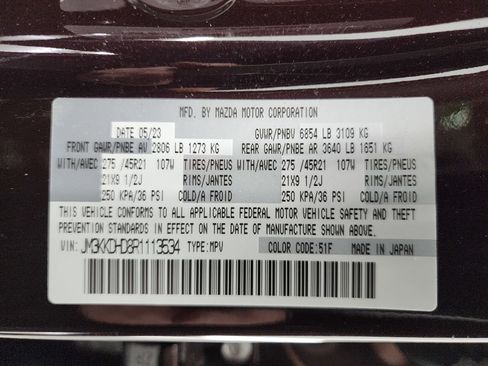 MFD. BY MAZDA MOTOR CORPORATION
DATE 05/23 GVWR/PNBV 6854 LB 3109 KG
FRONT GAWR/PNBE AV 2806 LB 1273 KG REAR GAWR/PNBE AR 3640 LB 1651 KG
WITH/AVEC 275 /45R21 107W TIRES/PNEUS WITH/AVEC 275 /45R21 107W TIRES/PNEUS
21X9 1/2J RIMS/JANTES 21X9 1/2J RIMS/JANTES
250 KPA/36 PSI COLD/A FROID 250 KPA/36 PSI COLD/A FROID
THIS VEHICLE CONFORMS TO ALL APPLICABLE FEDERAL MOTOR VEHICLE SAFETY AND THEFT
PREVENTION STANDARDS IN EFFECT ON THE DATE OF MANUFACTURE SHOWN ABOVE.
VIN: JM3KKDHD8R1113534 TYPE: MPV COLOR CODE: 51F MADE IN JAPAN